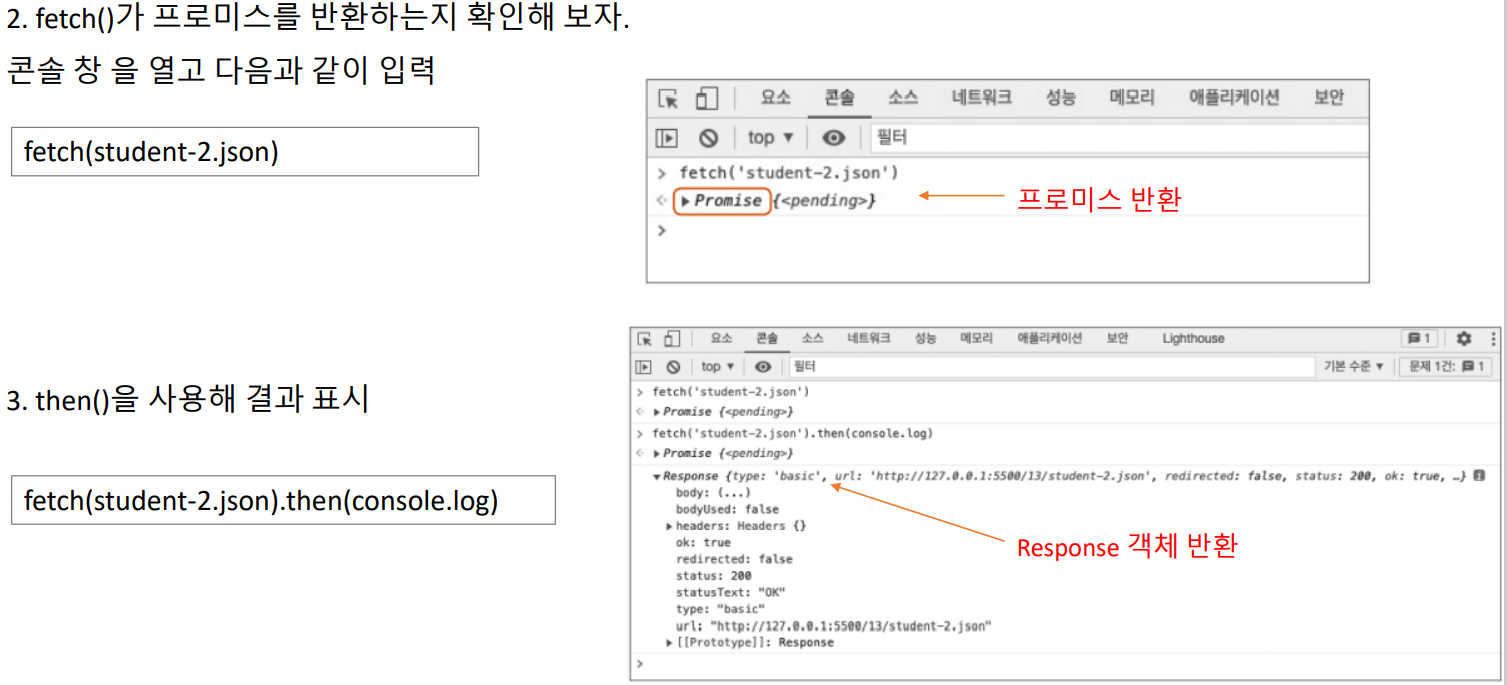 2. fetch()가 프로미스를 반환하는지 확인해 보자.
콘솔 창 을 열고 다음과 같이 입력
fetch(student-2.json)
요소 콘솔 소스 네트워크 성능 메모리 애플리케이션 보안
top ▼ 필터
> fetch('student-2.json')
<· ▶Promise {<pending>}
프로미스 반환
>
3. then()을 사용해 결과 표시
fetch(student-2.json).then(console.log)
요소 콘솔 소스 네트워크 성능 메모리 애플리케이션 보안 Lighthouse 1
top ▼ 필터 기본 수준 ▼ 문제 1건: 1
> fetch('student-2.json')
<· ▶Promise {<pending>}
> fetch('student-2.json').then(console.log)
<· ▶Promise {<pending>}
▼Response {type: 'basic', url: 'http://127.0.0.1:5500/13/student-2.json', redirected: false, status: 200, ok: true, …} i
body: (...)
bodyUsed: false
▶headers: Headers {}
ok: true
redirected: false
status: 200
statusText: "OK"
type: "basic"
url: "http://127.0.0.1:5500/13/student-2.json"
▶[[Prototype]]: Response
Response 객체 반환
>